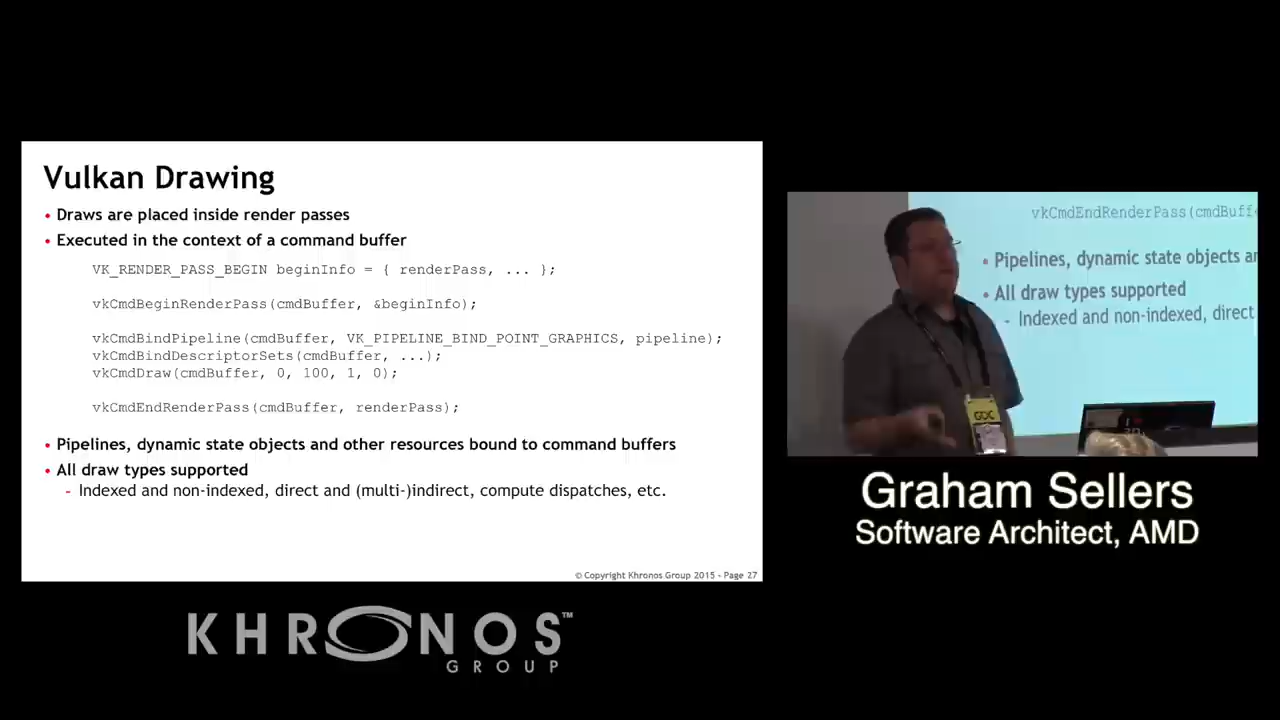 Vulkan Drawing
• Draws are placed inside render passes
• Executed in the context of a command buffer
VK_RENDER_PASS_BEGIN beginInfo = { renderPass, ... };
vkCmdBeginRenderPass(cmdBuffer, &beginInfo);
vkCmdBindPipeline(cmdBuffer, VK_PIPELINE_BIND_POINT_GRAPHICS, pipeline);
vkCmdBindDescriptorSets(cmdBuffer, ...);
vkCmdDraw(cmdBuffer, 0, 100, 1, 0);
vkCmdEndRenderPass(cmdBuffer, renderPass);
• Pipelines, dynamic state objects and other resources bound to command buffers
• All draw types supported
- Indexed and non-indexed, direct and (multi-)indirect, compute dispatches, etc.
© Copyright Khronos Group 2015 - Page 27
KHRONOS™
GROUP
vkCmdEndRenderPass(cmdBuff
• Pipelines, dynamic state objects a
• All draw types supported
- Indexed and non-indexed, direct
GDC
Graham Sellers
Software Architect, AMD